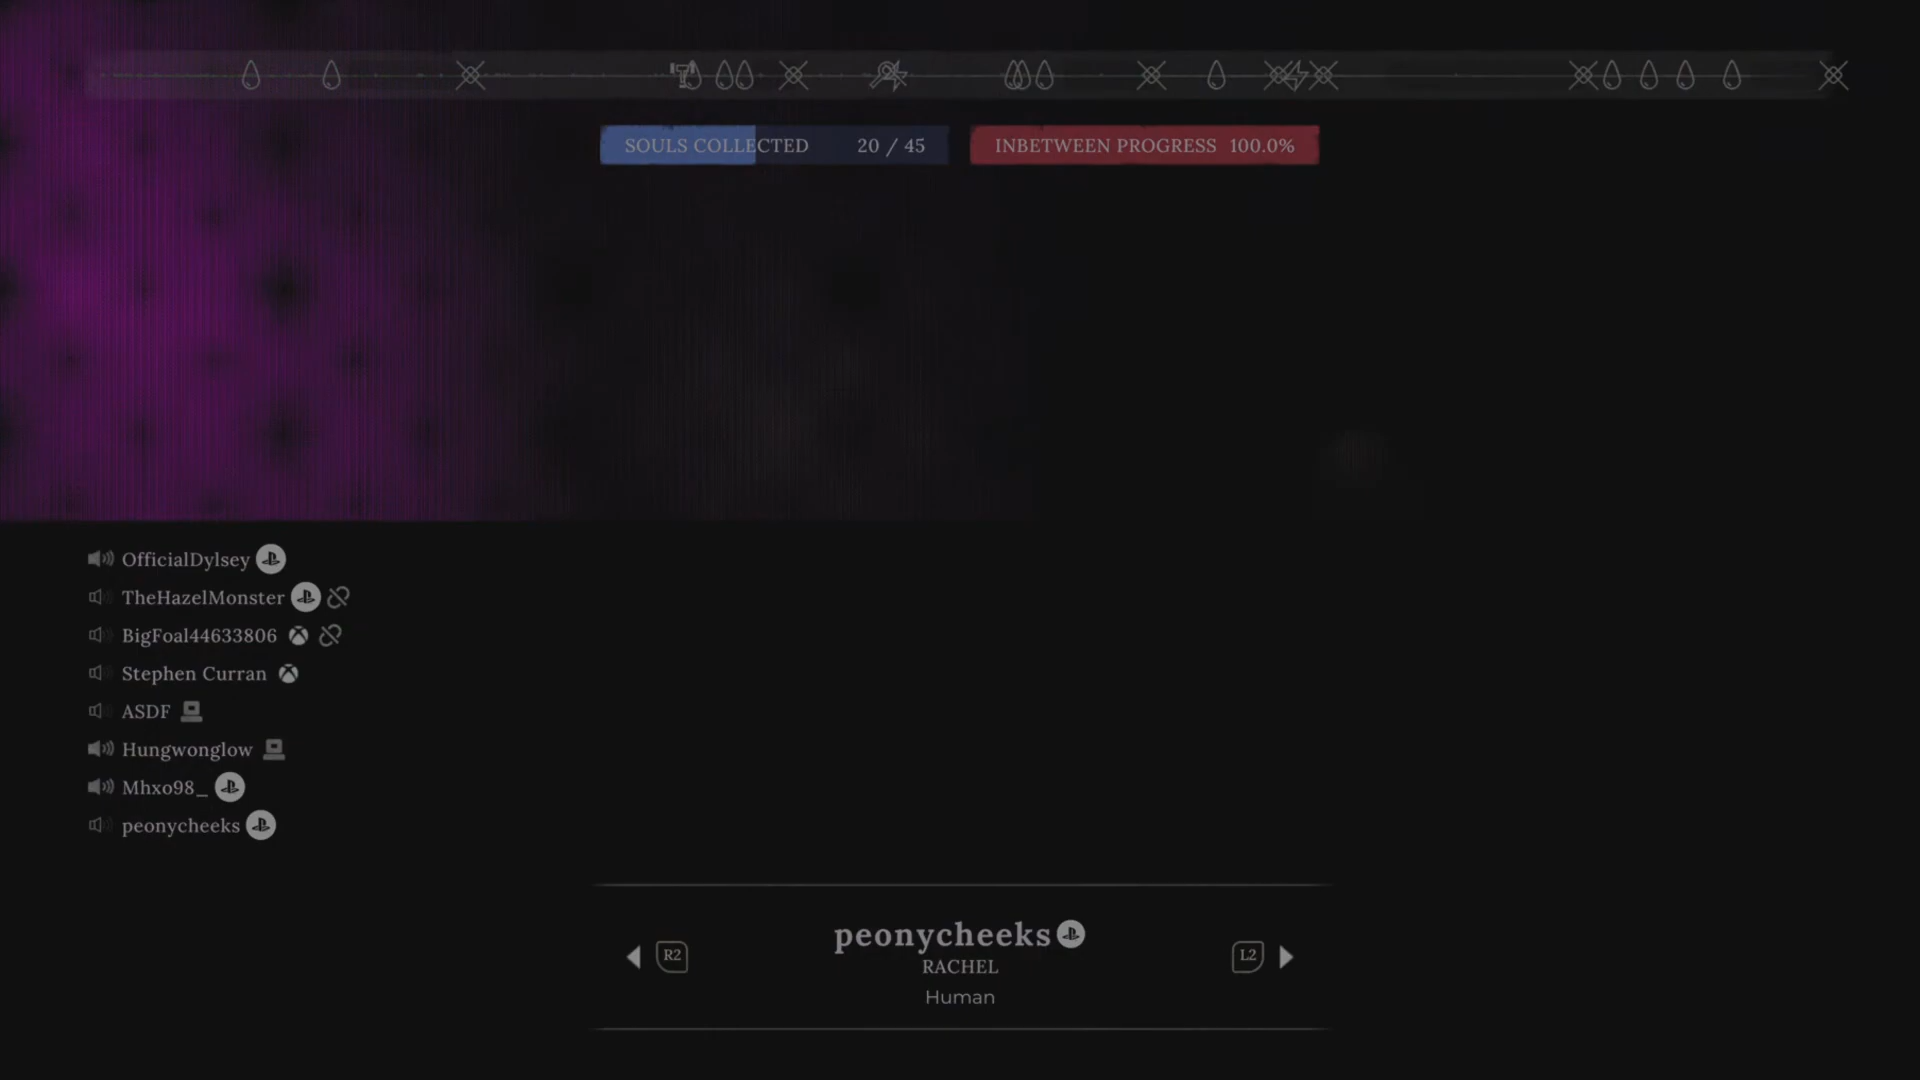 SOULS COLLECTED 20 / 45 INBETWEEN PROGRESS 100.0%
OfficialDylsey
TheHazelMonster
BigFoal44633806
Stephen Curran
ASDF
Hungwonglow
Mhxo98_
peonycheeks
peonycheeks
R2 L2
RACHEL
Human